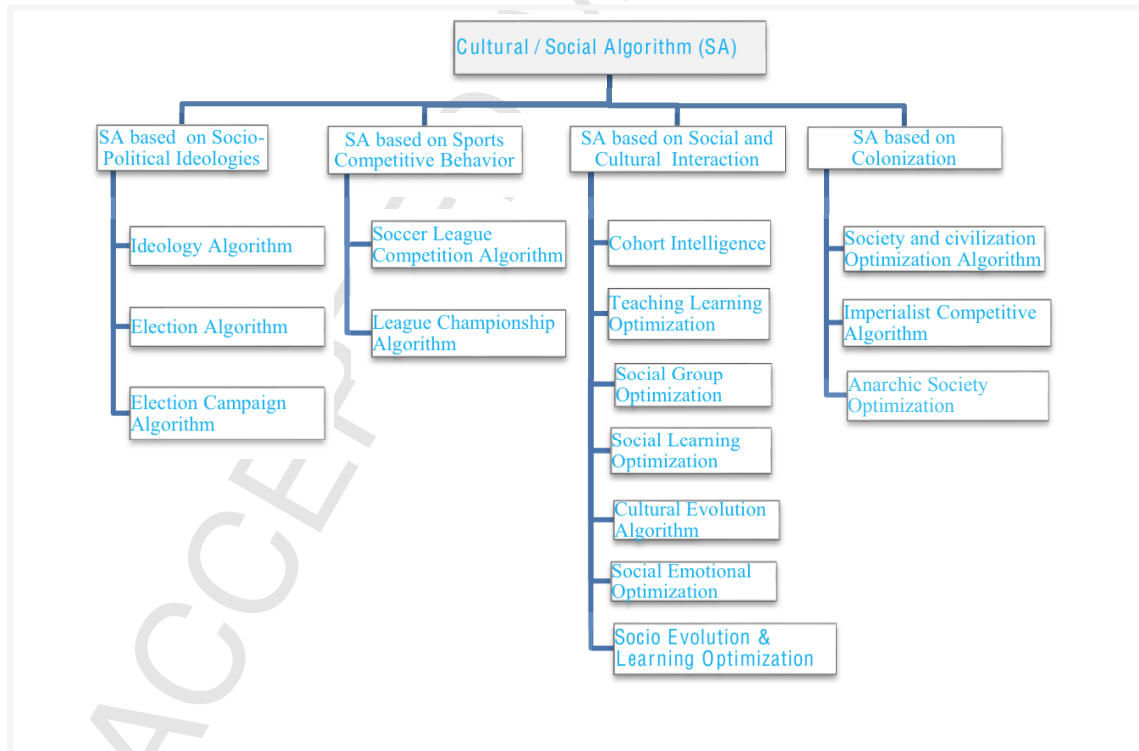 Cultural / Social Algorithm (SA)
SA based on Socio-
Political Ideologies
SA based on Sports
Competitive Behavior
SA based on Social and
Cultural Interaction
SA based on
Colonization
Ideology Algorithm
Election Algorithm
Election Campaign
Algorithm
Soccer League
Competition Algorithm
League Championship
Algorithm
Cohort Intelligence
Teaching Learning
Optimization
Social Group
Optimization
Social Learning
Optimization
Cultural Evolution
Algorithm
Social Emotional
Optimization
Socio Evolution &
Learning Optimization
Society and civilization
Optimization Algorithm
Imperialist Competitive
Algorithm
Anarchic Society
Optimization